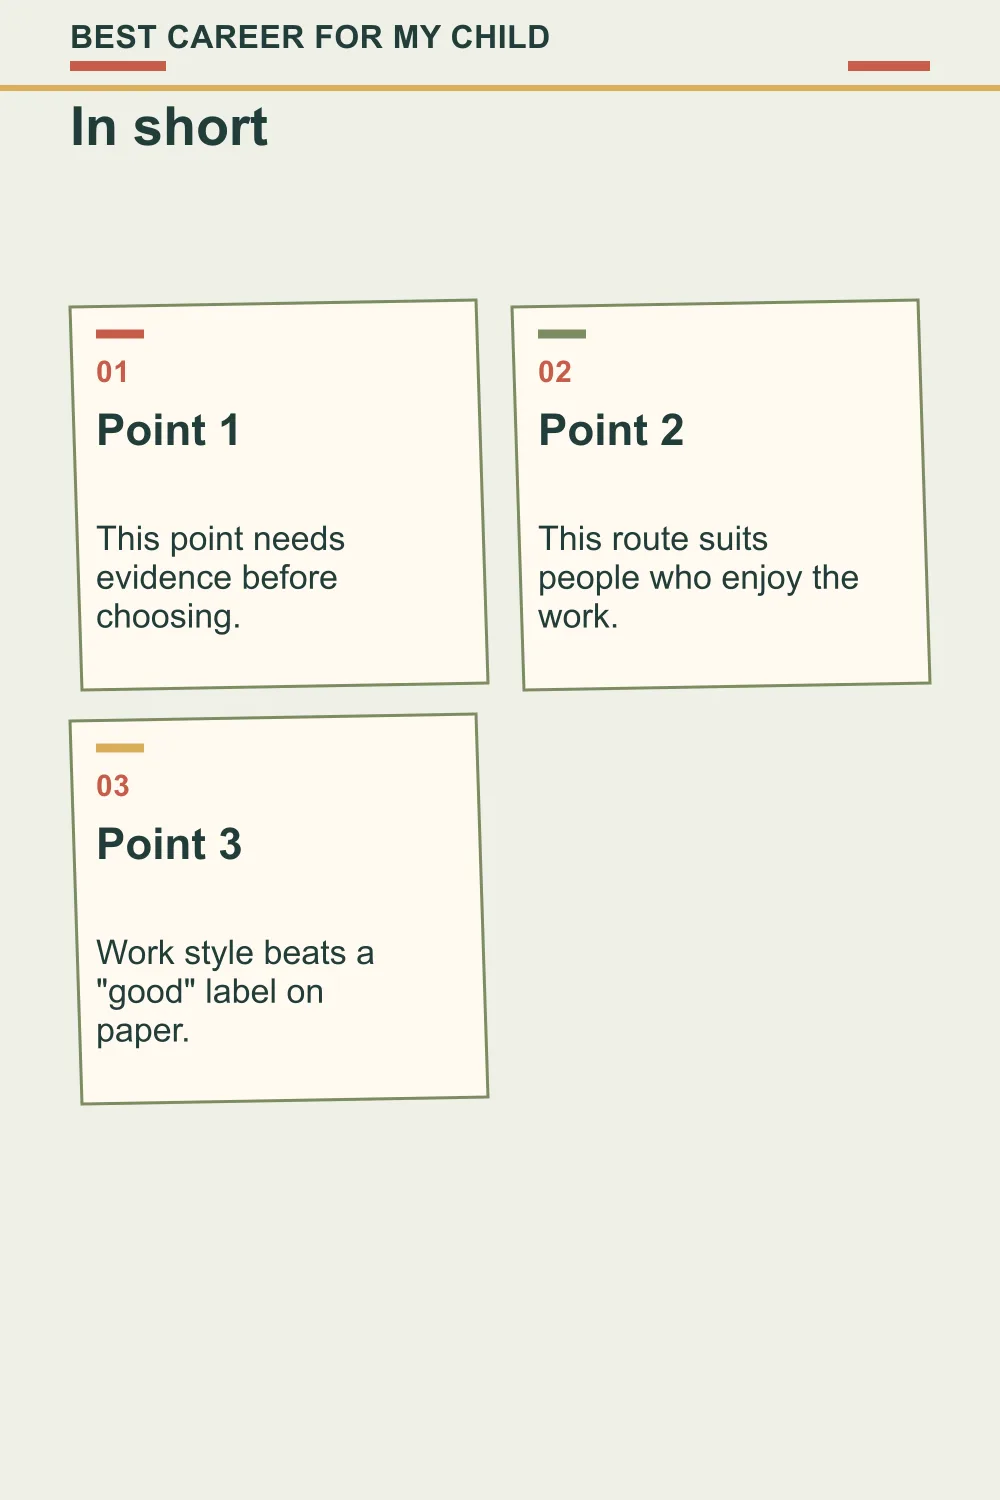 BEST CAREER FOR MY CHILD
In short
01
Point 1
This point needs
evidence before
choosing.
02
Point 2
This route suits
people who enjoy the
work.
03
Point 3
Work style beats a
"good" label on
paper.